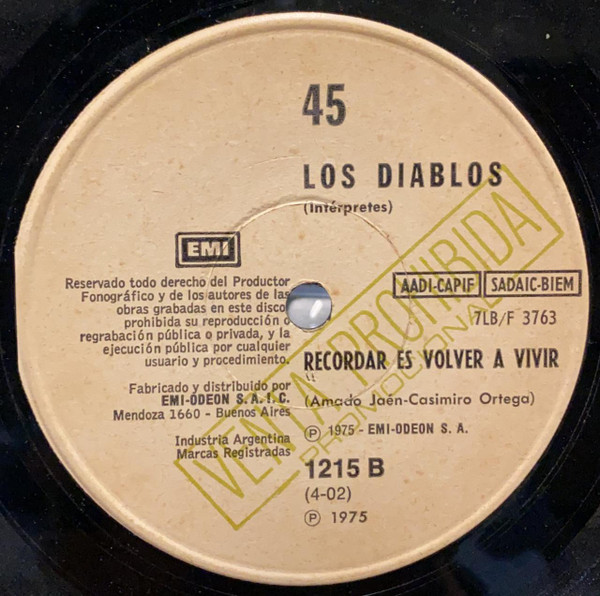 45
LOS DIABLOS
(Intérpretes)
EMI
Reservado todo derecho del Productor
Fonográfico y de los autores de las
obras grabadas en este disco,
prohibida su reproducción o
regrabación pública o privada, y la
ejecución pública por cualquier
usuario y procedimiento.
Fabricado y distribuído por
EMI-ODEON S. A. I. C.
Mendoza 1660 - Buenos Aires
Industria Argentina
Marcas Registradas
AADI-CAPIF SADAIC-BIEM
7LB/F 3763
RECORDAR ES VOLVER A VIVIR
(Amado Jaén-Casimiro Ortega)
℗ 1975 - EMI-ODEON S. A.
1215 B
(4-02)
℗ 1975
VENTA PROHIBIDA
PROMOCIONAL